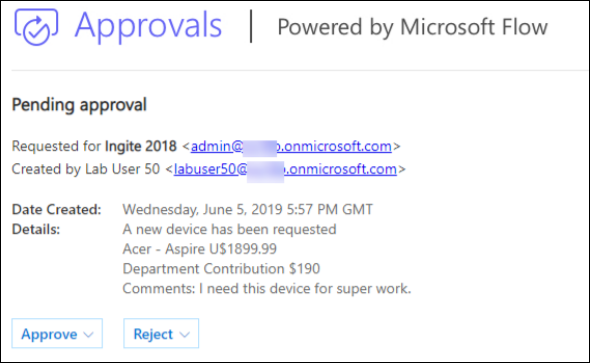 Approvals | Powered by Microsoft Flow
Pending approval
Requested for Ingite 2018 <admin@ .onmicrosoft.com>
Created by Lab User 50 <labuser50@ .onmicrosoft.com>
Date Created: Wednesday, June 5, 2019 5:57 PM GMT
Details: A new device has been requested
Acer - Aspire U$1899.99
Department Contribution $190
Comments: I need this device for super work.
Approve Reject